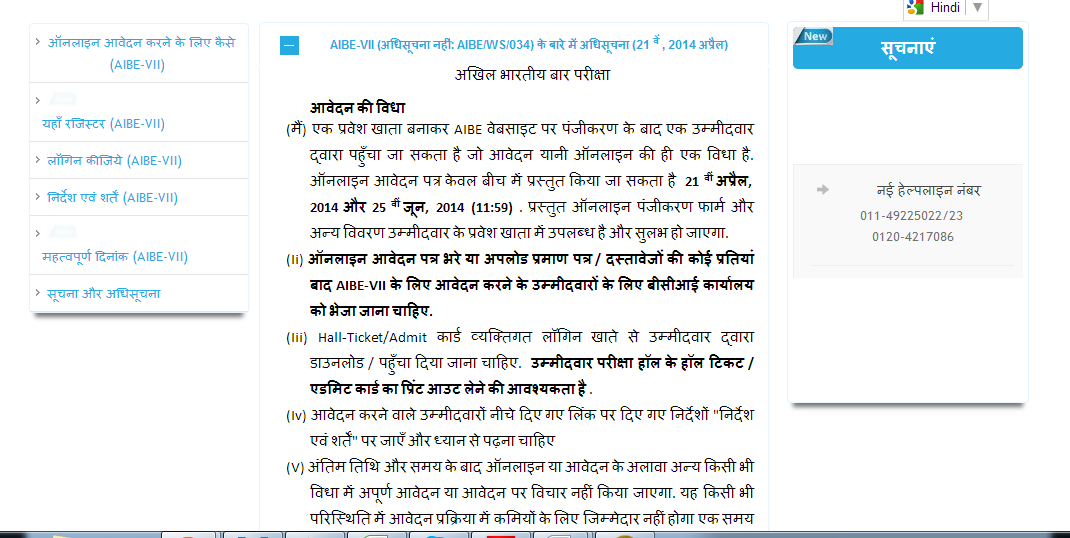 Hindi
ऑनलाइन आवेदन करने के लिए कैसे
(AIBE-VII)
यहाँ रजिस्टर (AIBE-VII)
लॉगिन कीजिये (AIBE-VII)
निर्देश एवं शर्तें (AIBE-VII)
महत्वपूर्ण दिनांक (AIBE-VII)
सूचना और अधिसूचना
AIBE-VII (अधिसूचना नहीं: AIBE/WS/034) के बारे में अधिसूचना (21 वें , 2014 अप्रैल)
अखिल भारतीय बार परीक्षा
आवेदन की विधा
(मैं) एक प्रवेश खाता बनाकर AIBE वेबसाइट पर पंजीकरण के बाद एक उम्मीदवार
द्वारा पहुँचा जा सकता है जो आवेदन यानी ऑनलाइन की ही एक विधा है.
ऑनलाइन आवेदन पत्र केवल बीच में प्रस्तुत किया जा सकता है 21 वीं अप्रैल,
2014 और 25 वीं जून, 2014 (11:59) . प्रस्तुत ऑनलाइन पंजीकरण फार्म और
अन्य विवरण उम्मीदवार के प्रवेश खाता में उपलब्ध है और सुलभ हो जाएगा.
(Ii) ऑनलाइन आवेदन पत्र भरे या अपलोड प्रमाण पत्र / दस्तावेजों की कोई प्रतियां
बाद AIBE-VII के लिए आवेदन करने के उम्मीदवारों के लिए बीसीआई कार्यालय
को भेजा जाना चाहिए.
(Iii) Hall-Ticket/Admit कार्ड व्यक्तिगत लॉगिन खाते से उम्मीदवार द्वारा
डाउनलोड / पहुँचा दिया जाना चाहिए. उम्मीदवार परीक्षा हॉल के हॉल टिकट /
एडमिट कार्ड का प्रिंट आउट लेने की आवश्यकता है .
(Iv) आवेदन करने वाले उम्मीदवारों नीचे दिए गए लिंक पर दिए गए निर्देशों "निर्देश
एवं शर्तें" पर जाएँ और ध्यान से पढ़ना चाहिए
(V) अंतिम तिथि और समय के बाद ऑनलाइन या आवेदन के अलावा अन्य किसी भी
विधा में अपूर्ण आवेदन या आवेदन पर विचार नहीं किया जाएगा. यह किसी भी
परिस्थिति में आवेदन प्रक्रिया में कमियों के लिए जिम्मेदार नहीं होगा एक समय
New
सूचनाएं
नई हेल्पलाइन नंबर
011-49225022/23
0120-4217086